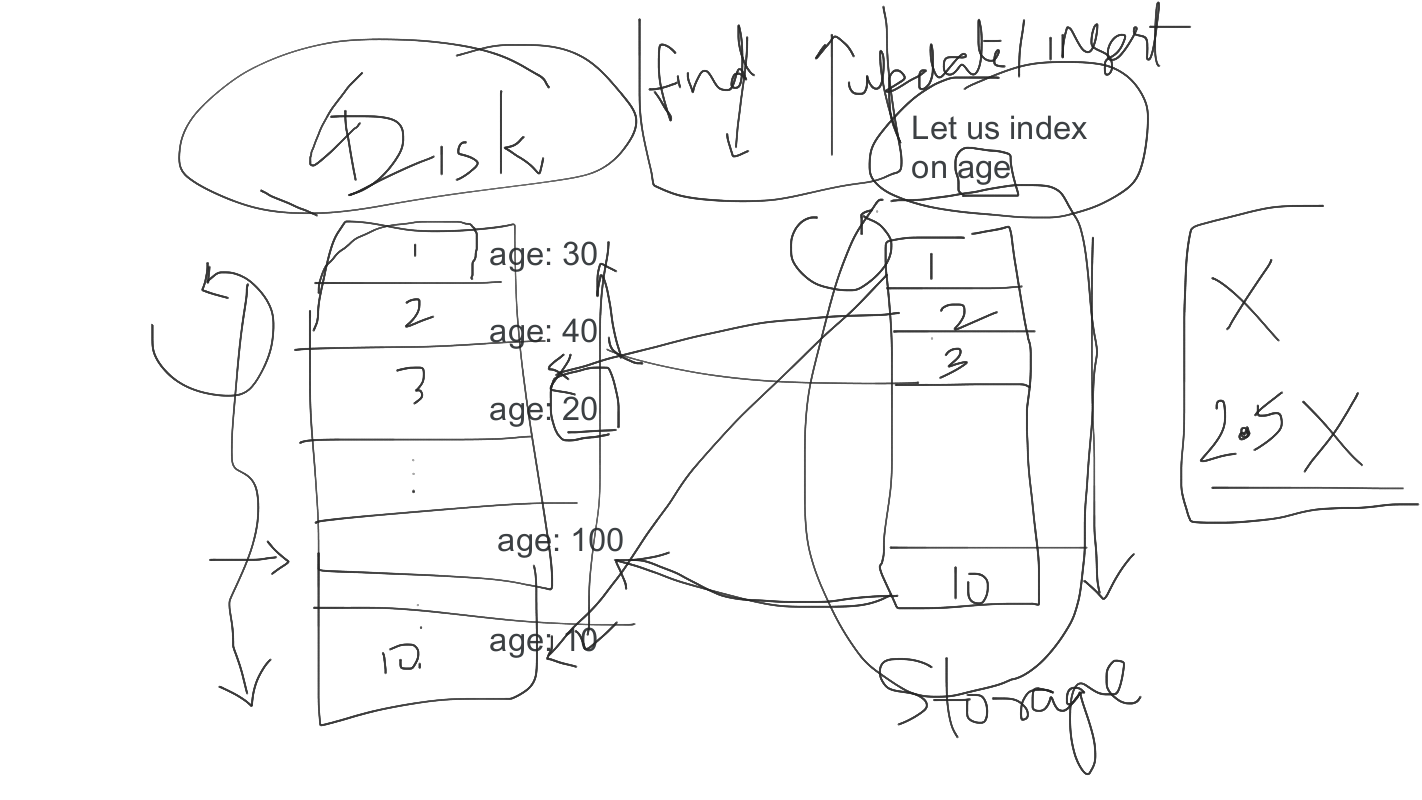 find update / insert
Disk
Let us index
on age
1
age: 30
2
age: 40
3
age: 20
age: 100
10
age: 10
1
2
3
10
Storage
X
2.5 X